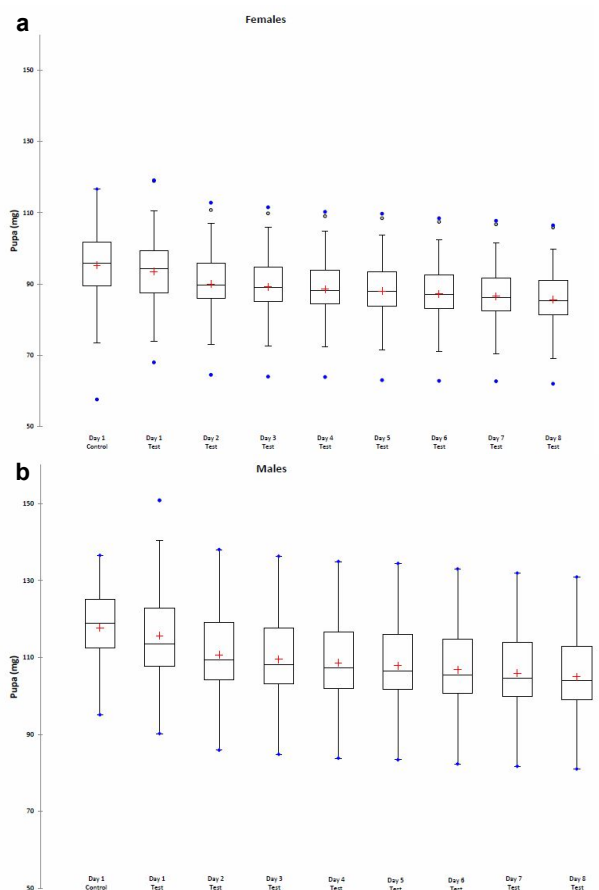 a
Females
150
130
Pupa (mg)
110
90
70
50
Day 1 Day 1 Day 2 Day 3 Day 4 Day 5 Day 6 Day 7 Day 8
Control Test Test Test Test Test Test Test Test
b
Males
150
130
Pupa (mg)
110
90
70
50
Day 1 Day 1 Day 2 Day 3 Day 4 Day 5 Day 6 Day 7 Day 8
Control Test Test Test Test Test Test Test Test